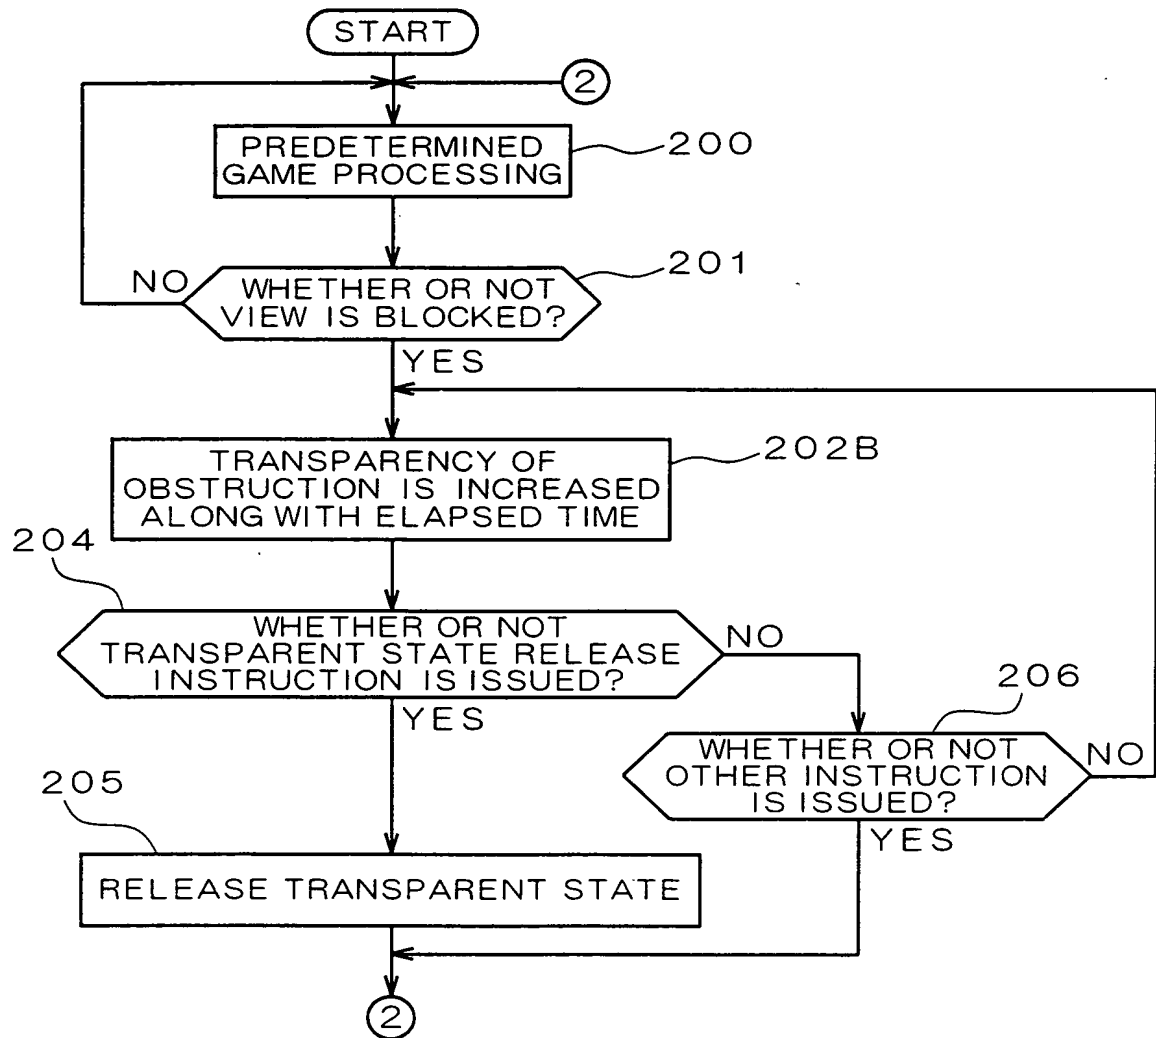 START
2
PREDETERMINED
GAME PROCESSING
200
201
NO
WHETHER OR NOT
VIEW IS BLOCKED?
YES
202B
TRANSPARENCY OF
OBSTRUCTION IS INCREASED
ALONG WITH ELAPSED TIME
204
WHETHER OR NOT
TRANSPARENT STATE RELEASE
INSTRUCTION IS ISSUED?
NO
YES
206
WHETHER OR NOT
OTHER INSTRUCTION
IS ISSUED?
NO
YES
205
RELEASE TRANSPARENT STATE
2